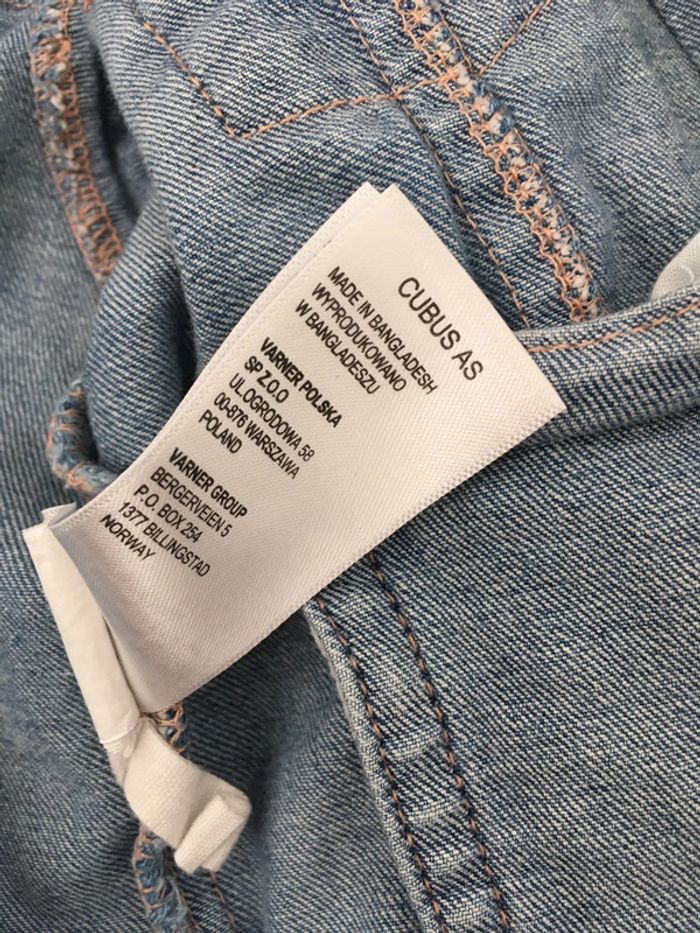 CUBUS AS
MADE IN BANGLADESH
WYPRODUKOWANO
W BANGLADESZU
VARNER POLSKA
SP Z.O.O
UL.OGRODOWA 58
00-876 WARSZAWA
POLAND
VARNER GROUP
BERGERVEIEN 5
P.O. BOX 254
1377 BILLINGSTAD
NORWAY